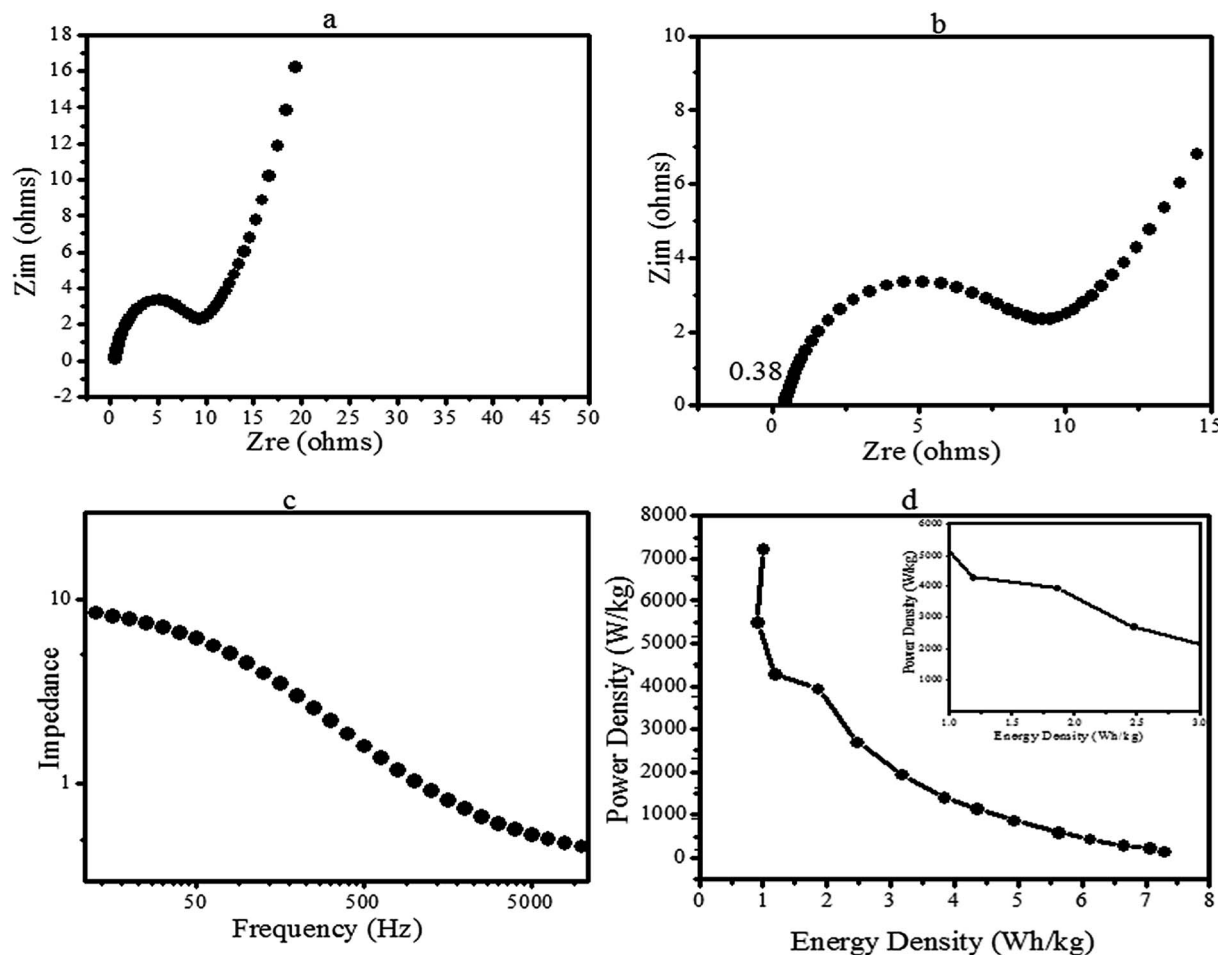 a
18
16
14
12
10
8
6
4
2
0
-2
Zim (ohms)
0 5 10 15 20 25 30 35 40 45 50
Zre (ohms)
b
10
8
6
4
2
0
Zim (ohms)
0.38
0 5 10 15
Zre (ohms)
c
10
1
Impedance
50 500 5000
Frequency (Hz)
d
8000
7000
6000
5000
4000
3000
2000
1000
0
Power Density (W/kg)
0 1 2 3 4 5 6 7 8
Energy Density (Wh/kg)
6000
5000
4000
3000
2000
1000
Power Density (W/kg)
1.0 1.5 2.0 2.5 3.0
Energy Density (Wh/kg)